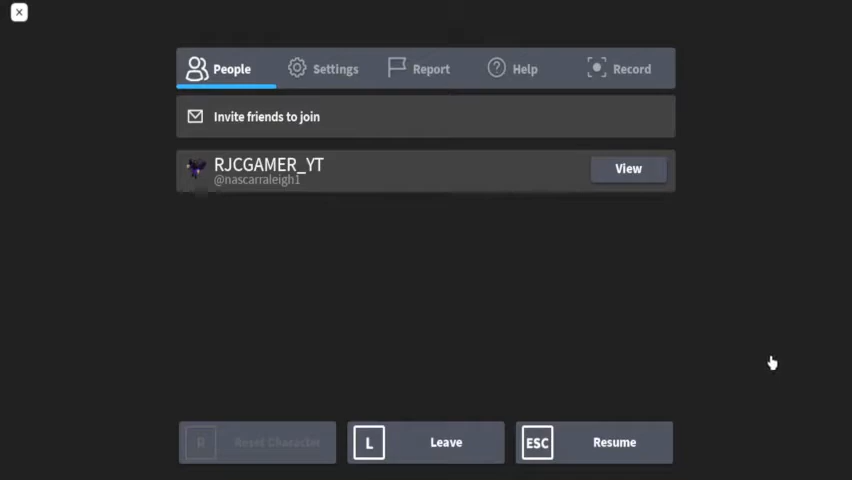 People Settings Report Help Record
Invite friends to join
RJCGAMER_YT
@nascarraleigh1
View
R Reset Character L Leave ESC Resume